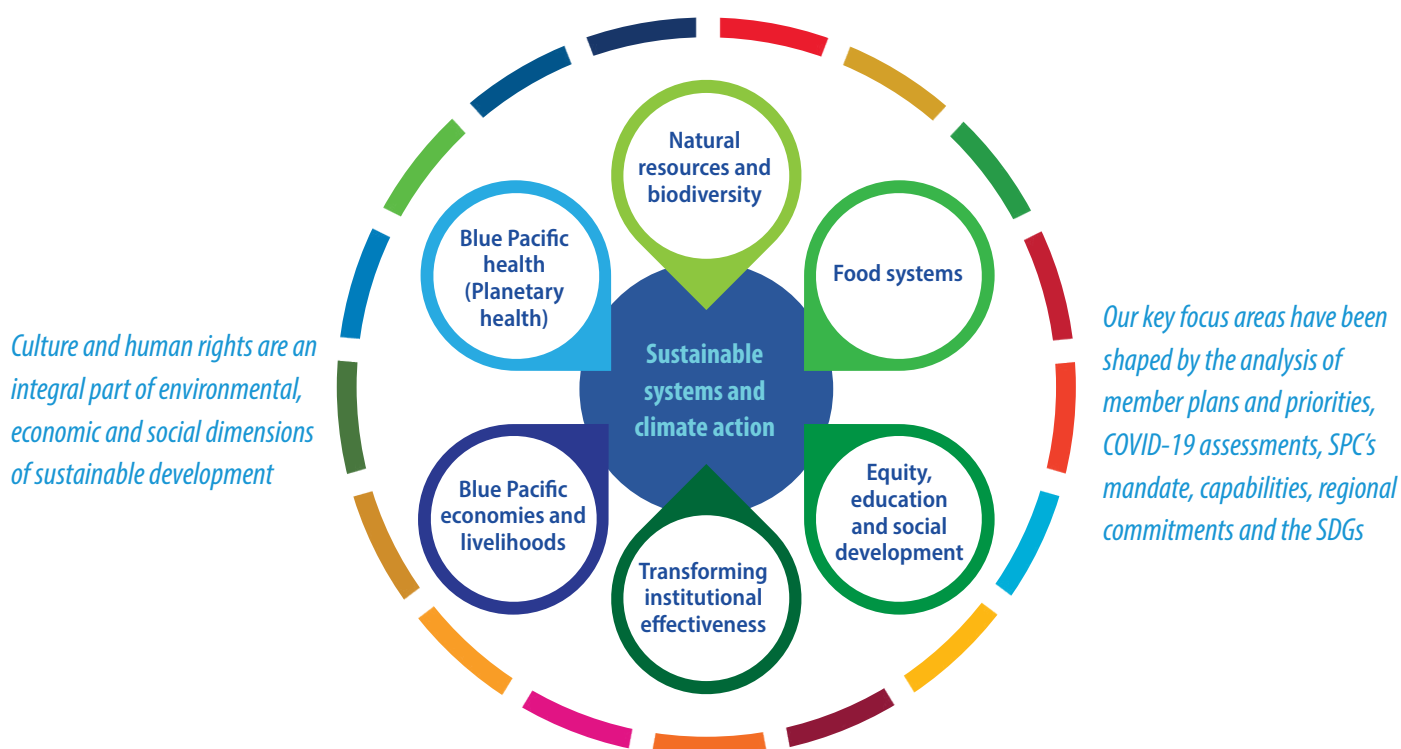 Natural
resources and
biodiversity
Blue Pacific
health
(Planetary
health)
Food systems
Sustainable
systems and
climate action
Culture and human rights are an
integral part of environmental,
economic and social dimensions
of sustainable development
Our key focus areas have been
shaped by the analysis of
member plans and priorities,
COVID-19 assessments, SPC's
mandate, capabilities, regional
commitments and the SDGs
Blue Pacific
economies and
livelihoods
Equity,
education
and social
development
Transforming
institutional
effectiveness